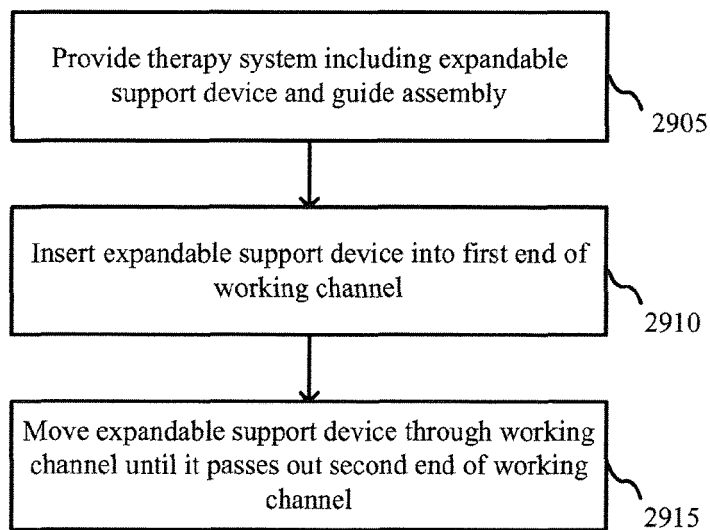 Provide therapy system including expandable
support device and guide assembly
2905
Insert expandable support device into first end of
working channel
2910
Move expandable support device through working
channel until it passes out second end of working
channel
2915